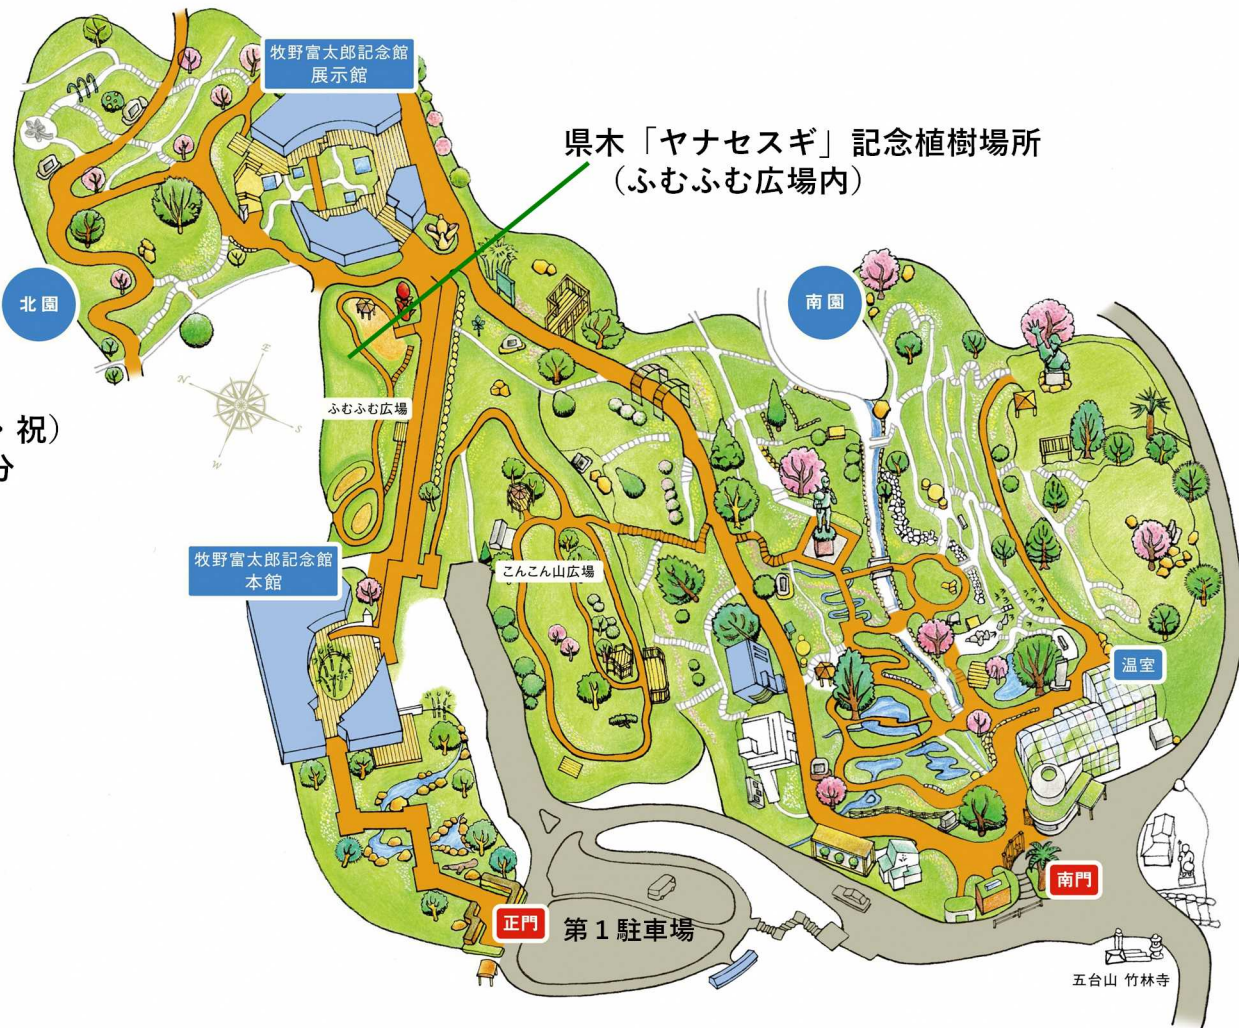 牧野富太郎記念館
展示館
県木「ヤナセスギ」記念植樹場所
（ふむふむ広場内）
北園
南園
E
N
S
W
ふむふむ広場
・祝）
分
牧野富太郎記念館
本館
こんこん山広場
温室
南門
正門
第１駐車場
五台山 竹林寺